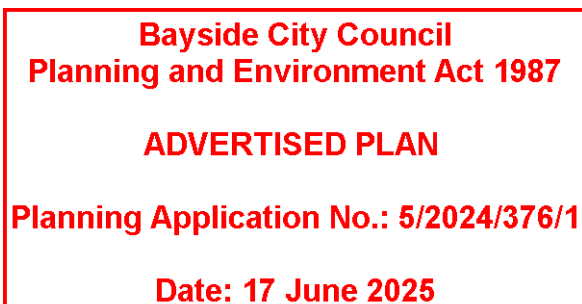 Bayside City Council
Planning and Environment Act 1987
ADVERTISED PLAN
Planning Application No.: 5/2024/376/1
Date: 17 June 2025